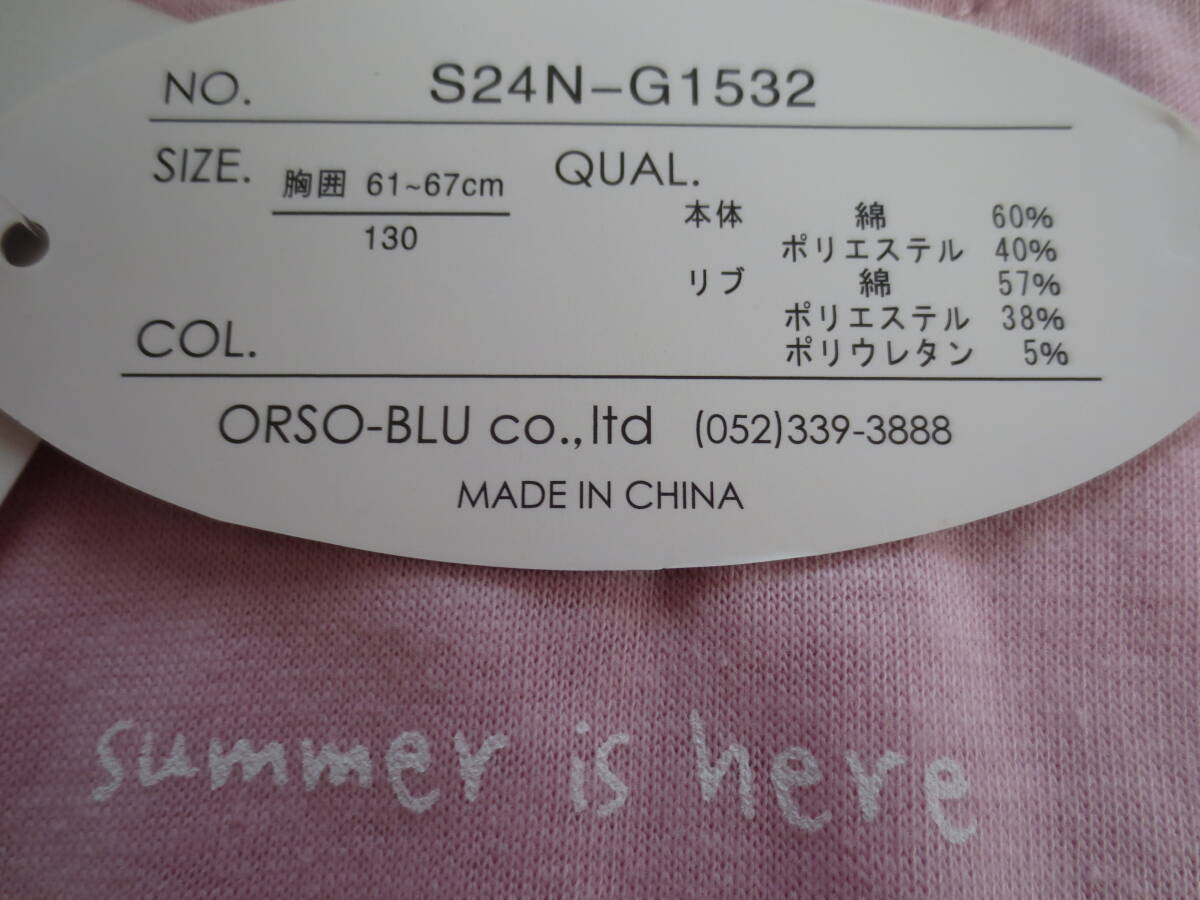 NO. S24N-G1532
SIZE. 胸囲 61~67cm
130
QUAL.
本体 綿 60%
ポリエステル 40%
リブ 綿 57%
ポリエステル 38%
ポリウレタン 5%
COL.
ORSO-BLU co.,ltd (052)339-3888
MADE IN CHINA
summer is here